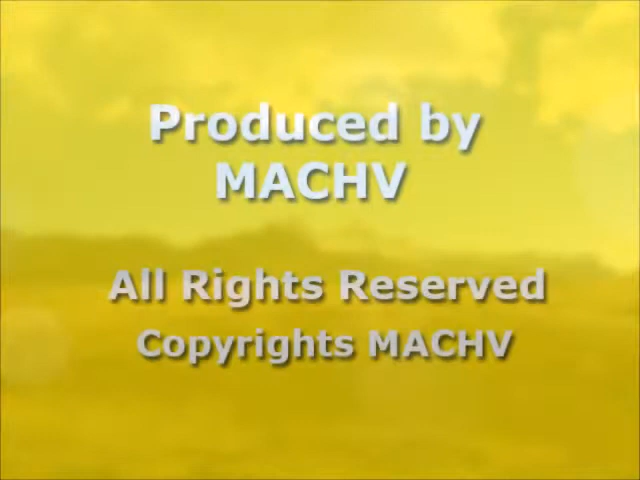 Produced by
MACHV
All Rights Reserved
Copyrights MACHV